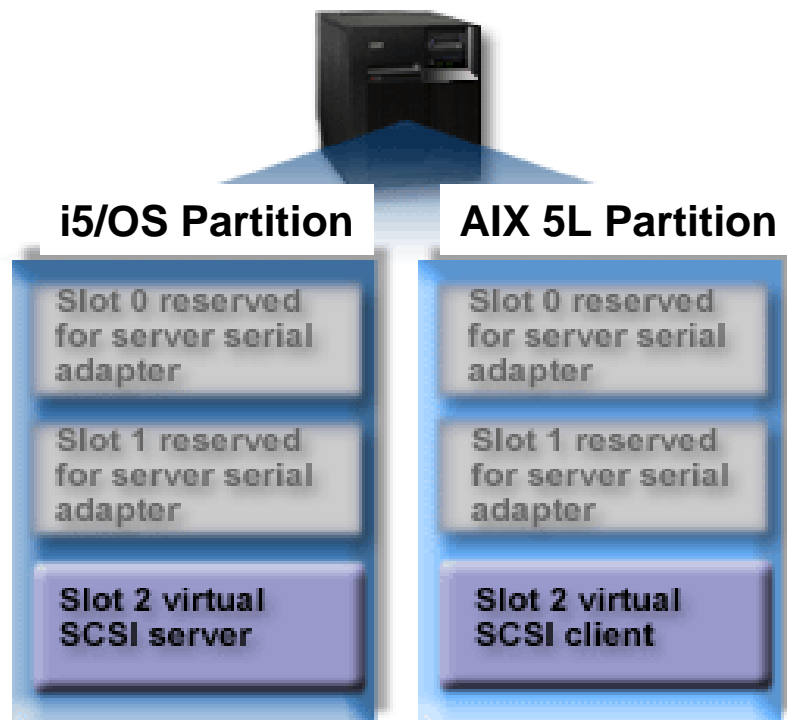 i5/OS Partition
Slot 0 reserved
for server serial
adapter
Slot 1 reserved
for server serial
adapter
Slot 2 virtual
SCSI server
AIX 5L Partition
Slot 0 reserved
for server serial
adapter
Slot 1 reserved
for server serial
adapter
Slot 2 virtual
SCSI client